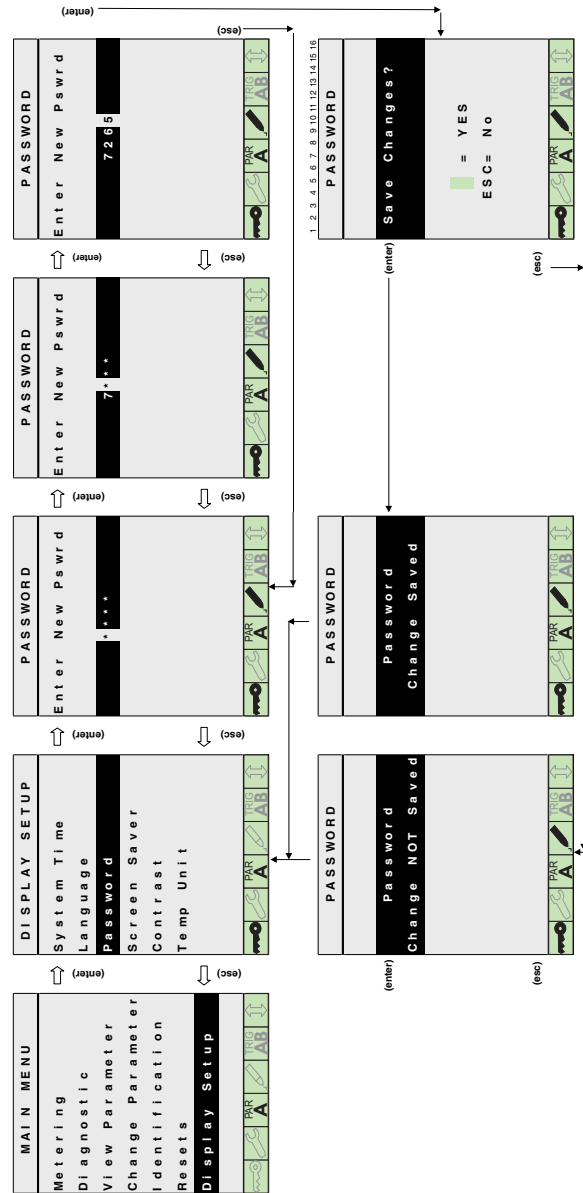 MAIN MENU
Metering
Diagnostic
View Parameter
Change Parameter
Identification
Resets
Display Setup
PAR
A
TRIG
AB
(enter)
(esc)
DISPLAY SETUP
System Time
Language
Password
Screen Saver
Contrast
Temp Unit
PAR
A
TRIG
AB
(enter)
(esc)
PASSWORD
Enter New Pswrd
* * * *
PAR
A
TRIG
AB
(enter)
(esc)
PASSWORD
Enter New Pswrd
7 * * *
PAR
A
TRIG
AB
(enter)
(esc)
PASSWORD
Enter New Pswrd
7265
PAR
A
TRIG
AB
(enter)
(esc)
PASSWORD
Password
Change NOT Saved
PAR
A
TRIG
AB
(enter)
(esc)
PASSWORD
Password
Change Saved
PAR
A
TRIG
AB
1 2 3 4 5 6 7 8 9 10 11 12 13 14 15 16
PASSWORD
Save Changes?
= YES
ESC= No
PAR
A
TRIG
AB
(enter)
(esc)